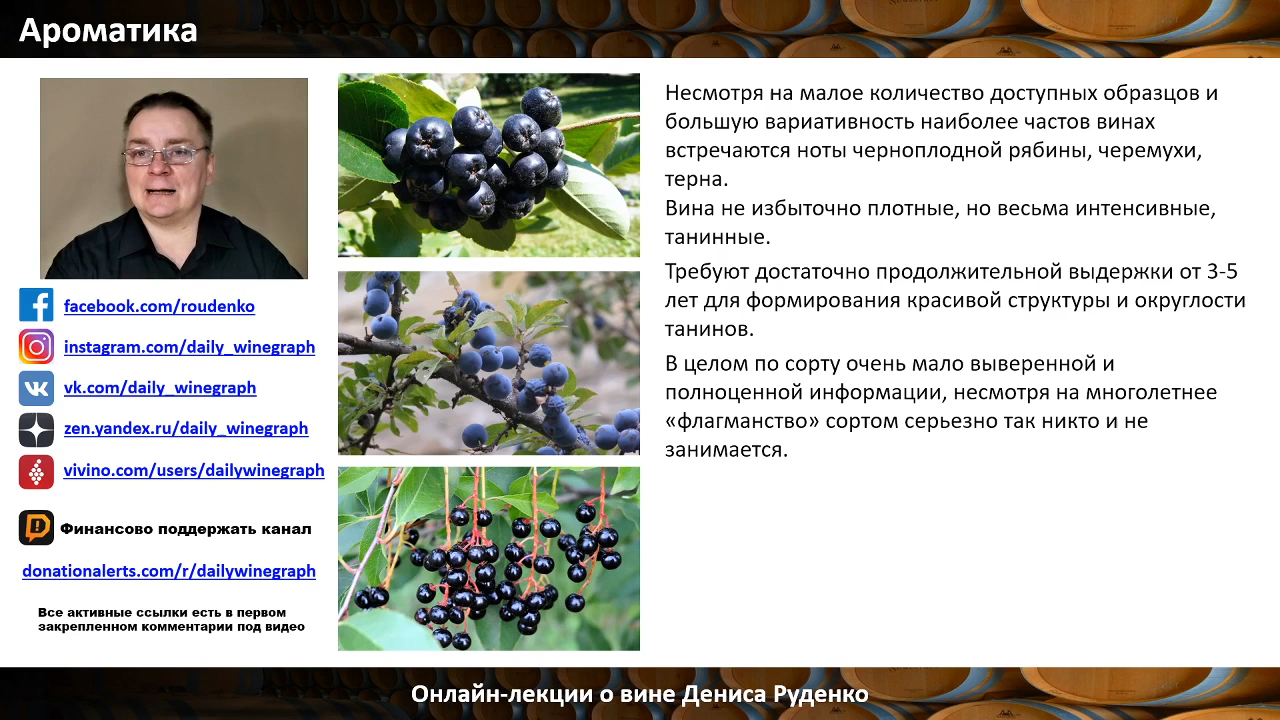 Ароматика
facebook.com/roudenko
instagram.com/daily_winegraph
vk.com/daily_winegraph
zen.yandex.ru/daily_winegraph
vivino.com/users/dailywinegraph
Финансово поддержать канал
donationalerts.com/r/dailywinegraph
Все активные ссылки есть в первом
закрепленном комментарии под видео
Несмотря на малое количество доступных образцов и
большую вариативность наиболее частов винах
встречаются ноты черноплодной рябины, черемухи,
терна.
Вина не избыточно плотные, но весьма интенсивные,
танинные.
Требуют достаточно продолжительной выдержки от 3-5
лет для формирования красивой структуры и округлости
танинов.
В целом по сорту очень мало выверенной и
полноценной информации, несмотря на многолетнее
«флагманство» сортом серьезно так никто и не
занимается.
Онлайн-лекции о вине Дениса Руденко